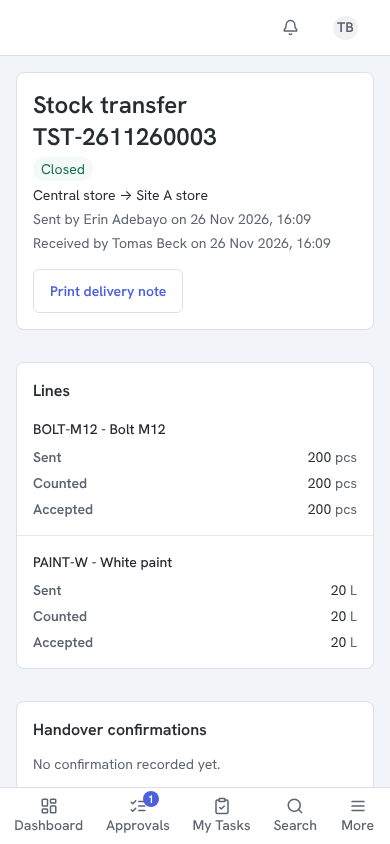 TB
Stock transfer
TST-2611260003
Closed
Central store → Site A store
Sent by Erin Adebayo on 26 Nov 2026, 16:09
Received by Tomas Beck on 26 Nov 2026, 16:09
Print delivery note
Lines
BOLT-M12 - Bolt M12
Sent 200 pcs
Counted 200 pcs
Accepted 200 pcs
PAINT-W - White paint
Sent 20 L
Counted 20 L
Accepted 20 L
Handover confirmations
No confirmation recorded yet.
1
Dashboard Approvals My Tasks Search More